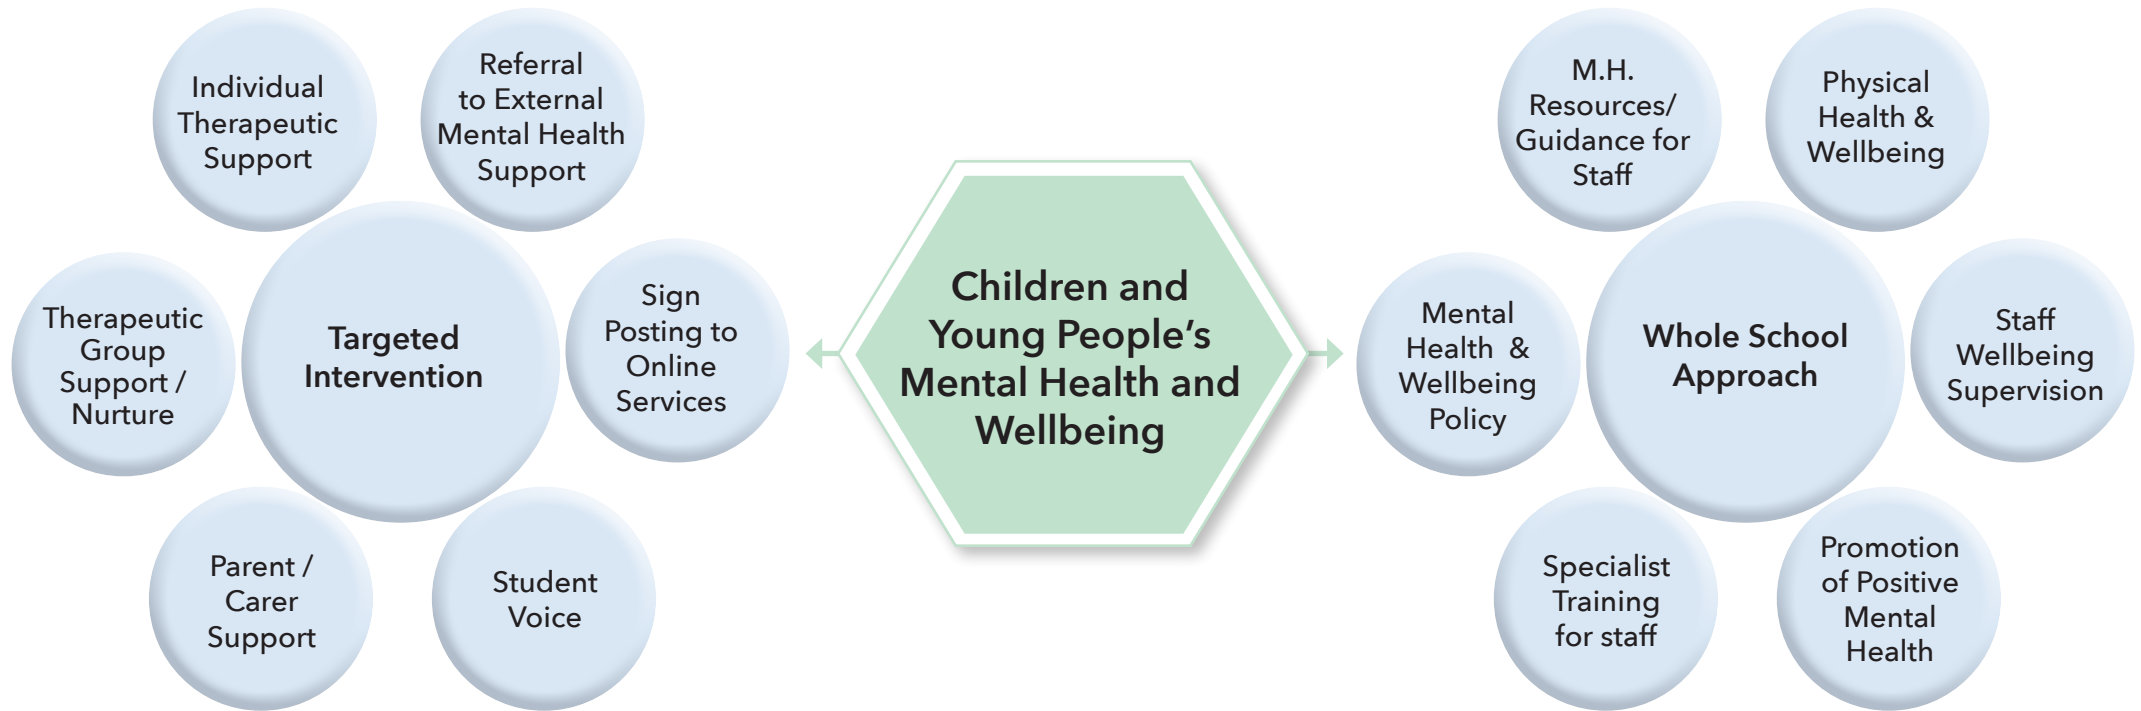 Individual
Therapeutic
Support
Referral
to External
Mental Health
Support
Therapeutic
Group
Support /
Nurture
Targeted
Intervention
Sign
Posting to
Online
Services
Parent /
Carer
Support
Student
Voice
Children and
Young People’s
Mental Health and
Wellbeing
M.H.
Resources/
Guidance for
Staff
Physical
Health &
Wellbeing
Mental
Health &
Wellbeing
Policy
Whole School
Approach
Staff
Wellbeing
Supervision
Specialist
Training
for staff
Promotion
of Positive
Mental
Health